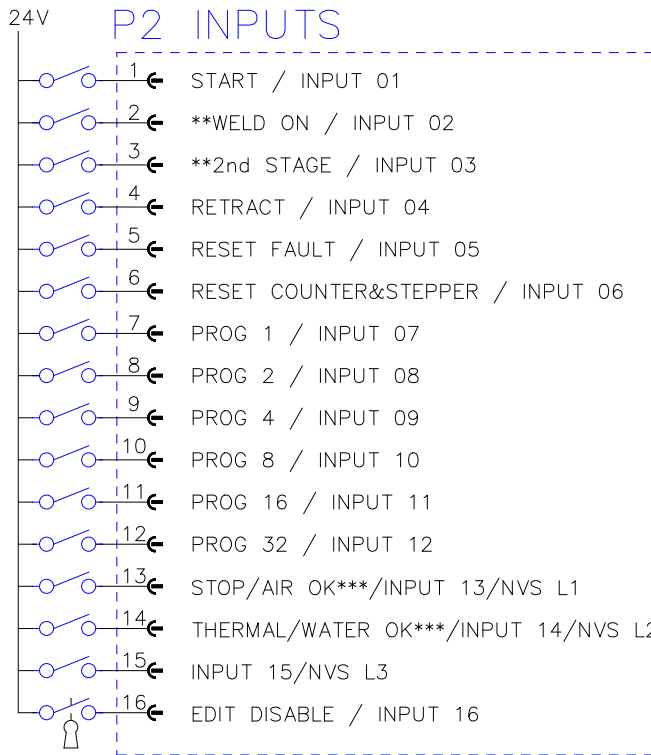 24V
P2 INPUTS
1 START / INPUT 01
2 **WELD ON / INPUT 02
3 **2nd STAGE / INPUT 03
4 RETRACT / INPUT 04
5 RESET FAULT / INPUT 05
6 RESET COUNTER&STEPPER / INPUT 06
7 PROG 1 / INPUT 07
8 PROG 2 / INPUT 08
9 PROG 4 / INPUT 09
10 PROG 8 / INPUT 10
11 PROG 16 / INPUT 11
12 PROG 32 / INPUT 12
13 STOP/AIR OK***/INPUT 13/NVS L1
14 THERMAL/WATER OK***/INPUT 14/NVS L2
15 INPUT 15/NVS L3
16 EDIT DISABLE / INPUT 16